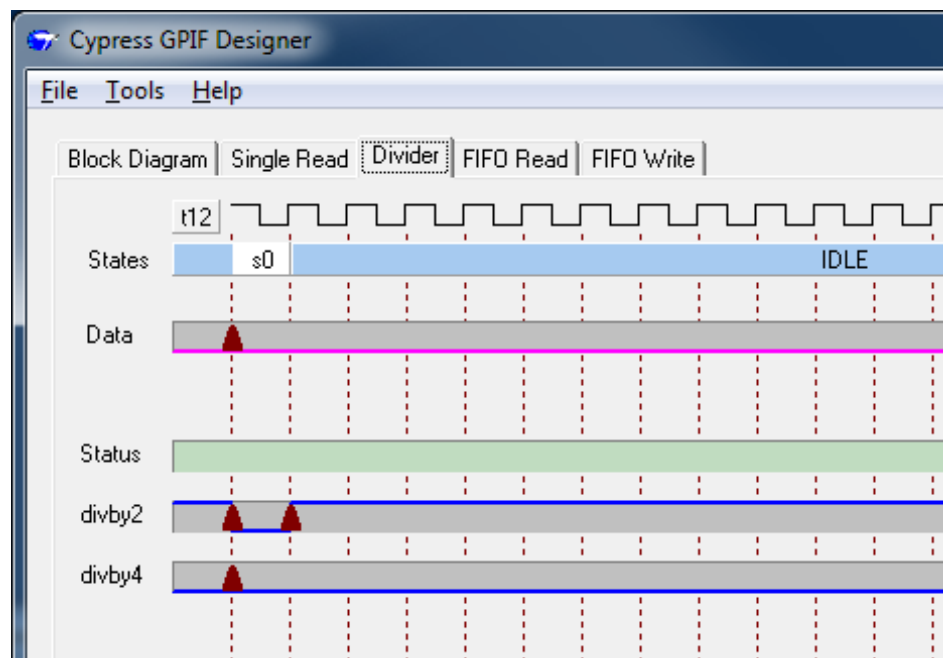 Cypress GPIF Designer
File Tools Help
Block Diagram Single Read Divider FIFO Read FIFO Write
t12
States s0 IDLE
Data
Status
divby2
divby4